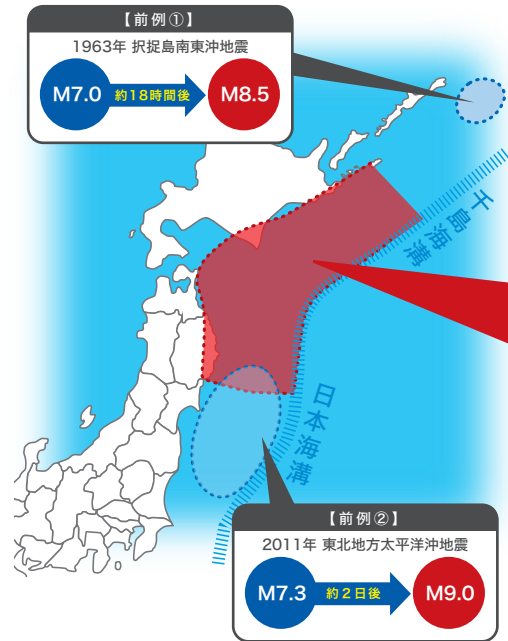 【前例①】
1963年 択捉島南東沖地震
M7.0 約18時間後 M8.5
千島海溝
日本海溝
【前例②】
2011年 東北地方太平洋沖地震
M7.3 約2日後 M9.0